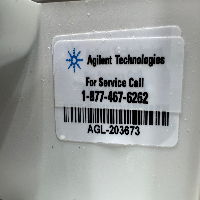 Agilent Technologies
For Service Call
1-877-467-6262
AGL-203673